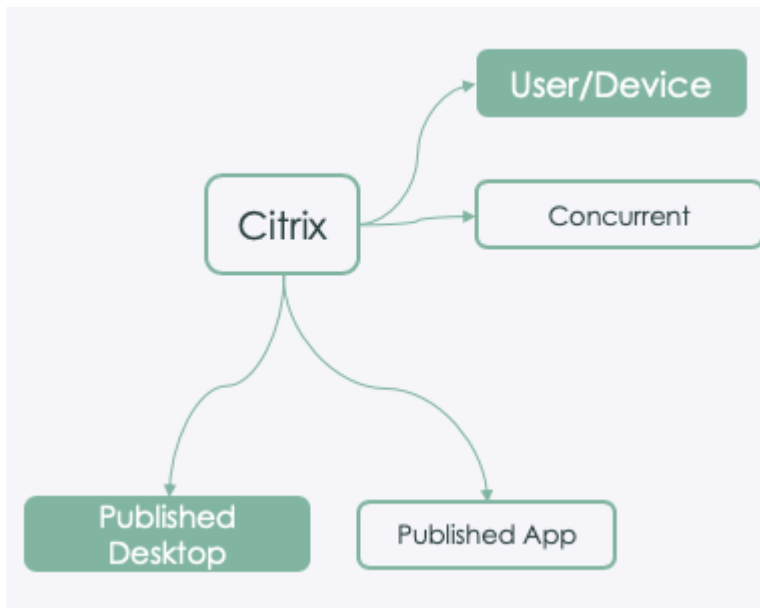 User/Device
Citrix
Concurrent
Published
Desktop
Published App